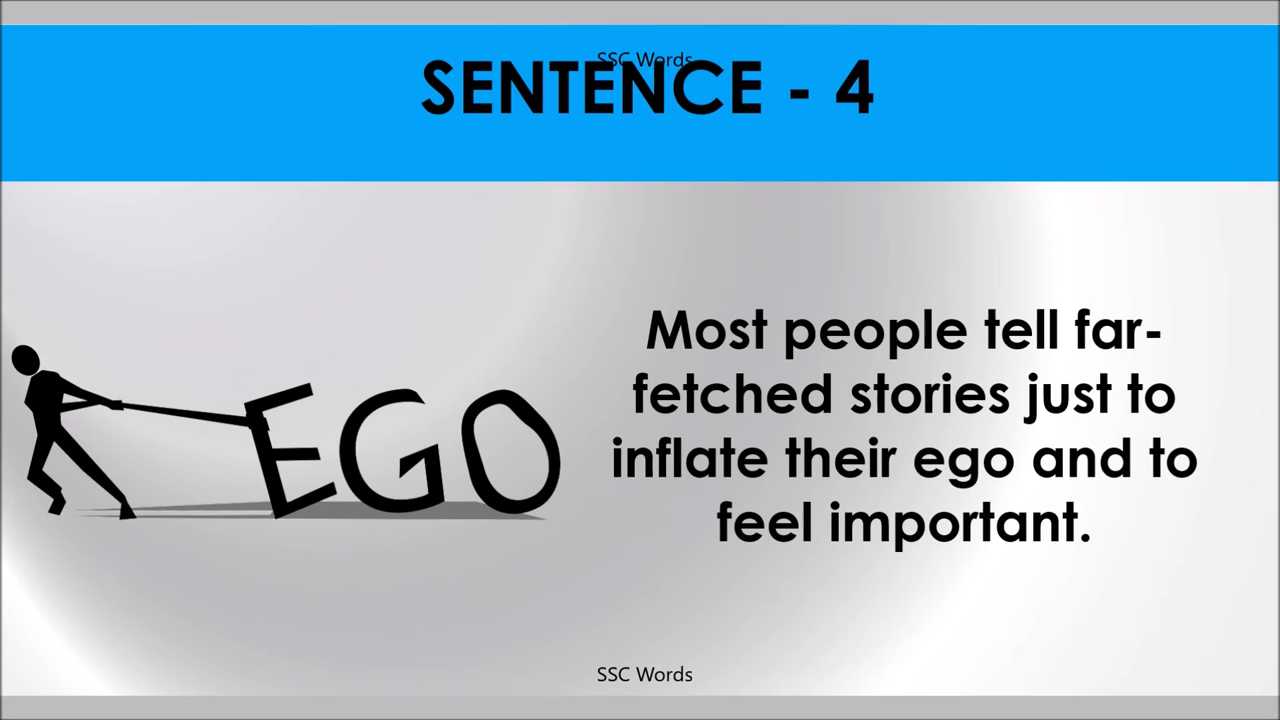 SSC Words
SENTENCE - 4
EGO
Most people tell far-
fetched stories just to
inflate their ego and to
feel important.
SSC Words